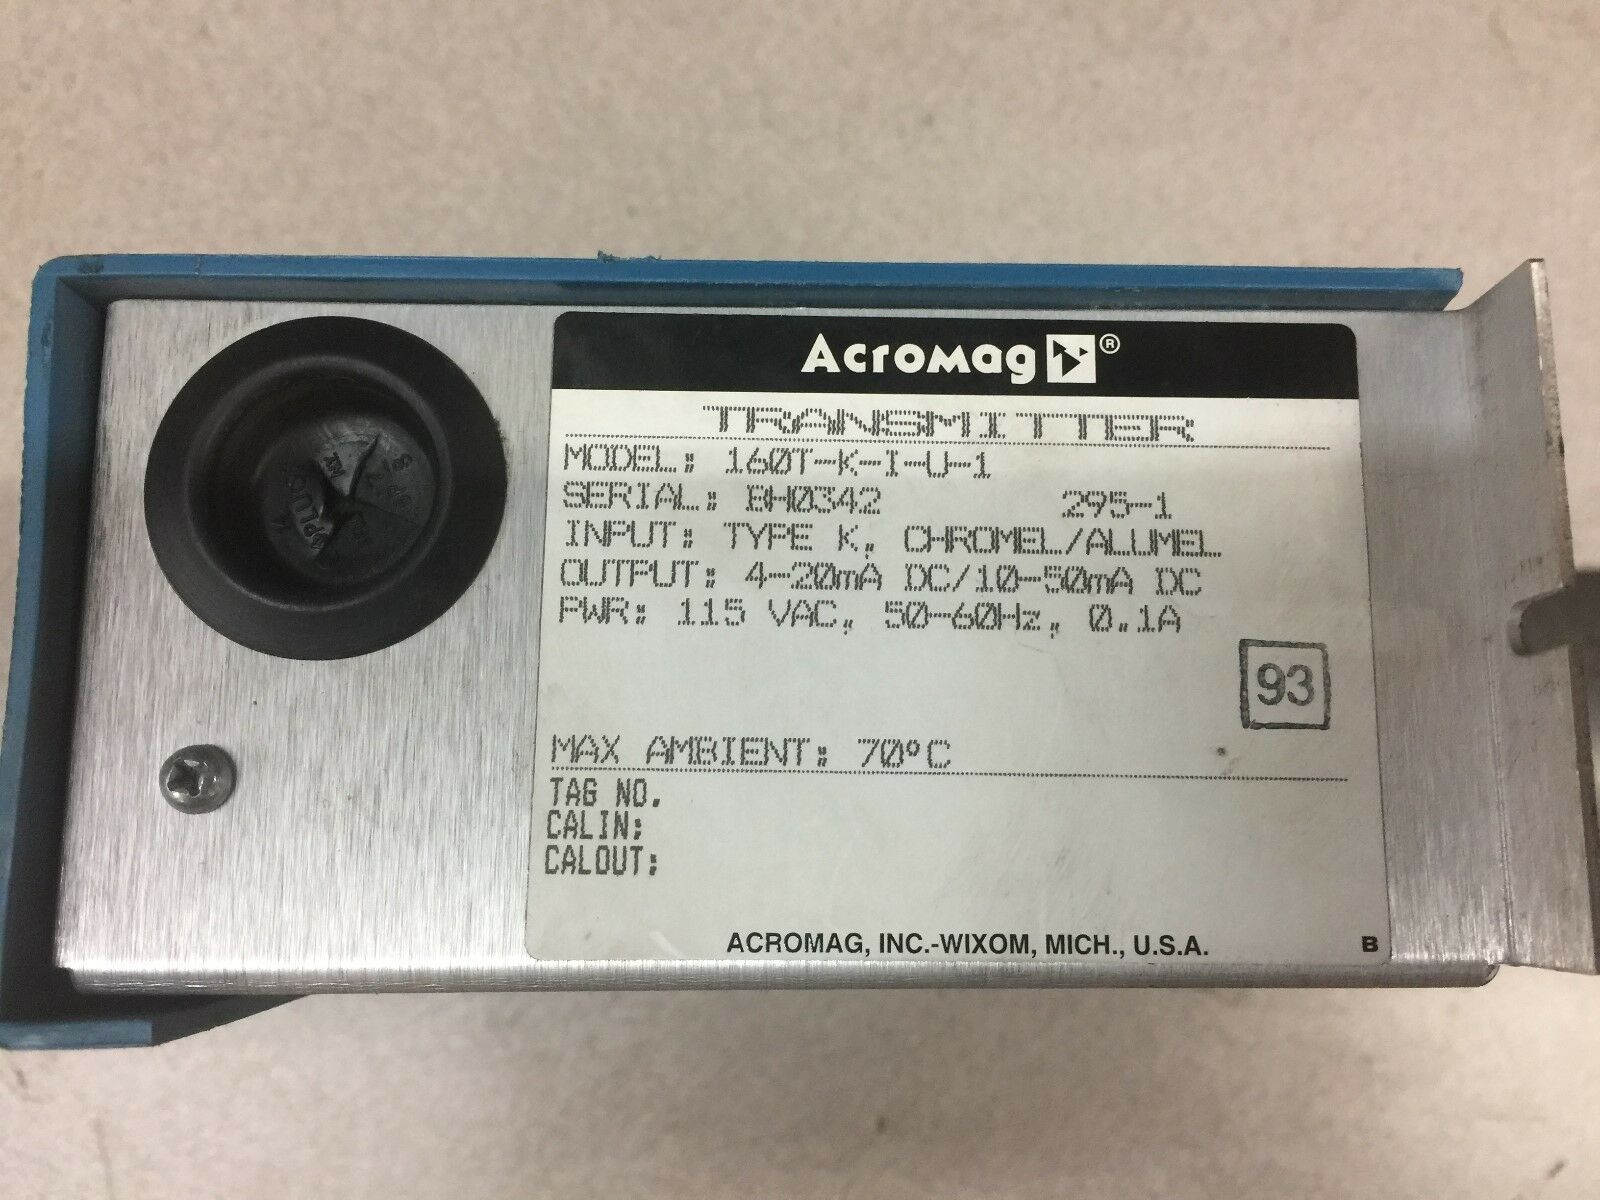 Acromag ®
TRANSMITTER
MODEL: 160T-K-I-U-1
SERIAL: BH0342 295-1
INPUT: TYPE K, CHROMEL/ALUMEL
OUTPUT: 4-20mA DC/10-50mA DC
PWR: 115 VAC, 50-60Hz, 0.1A
93
MAX AMBIENT: 70°C
TAG NO.
CALIN:
CALOUT:
ACROMAG, INC.-WIXOM, MICH., U.S.A. B